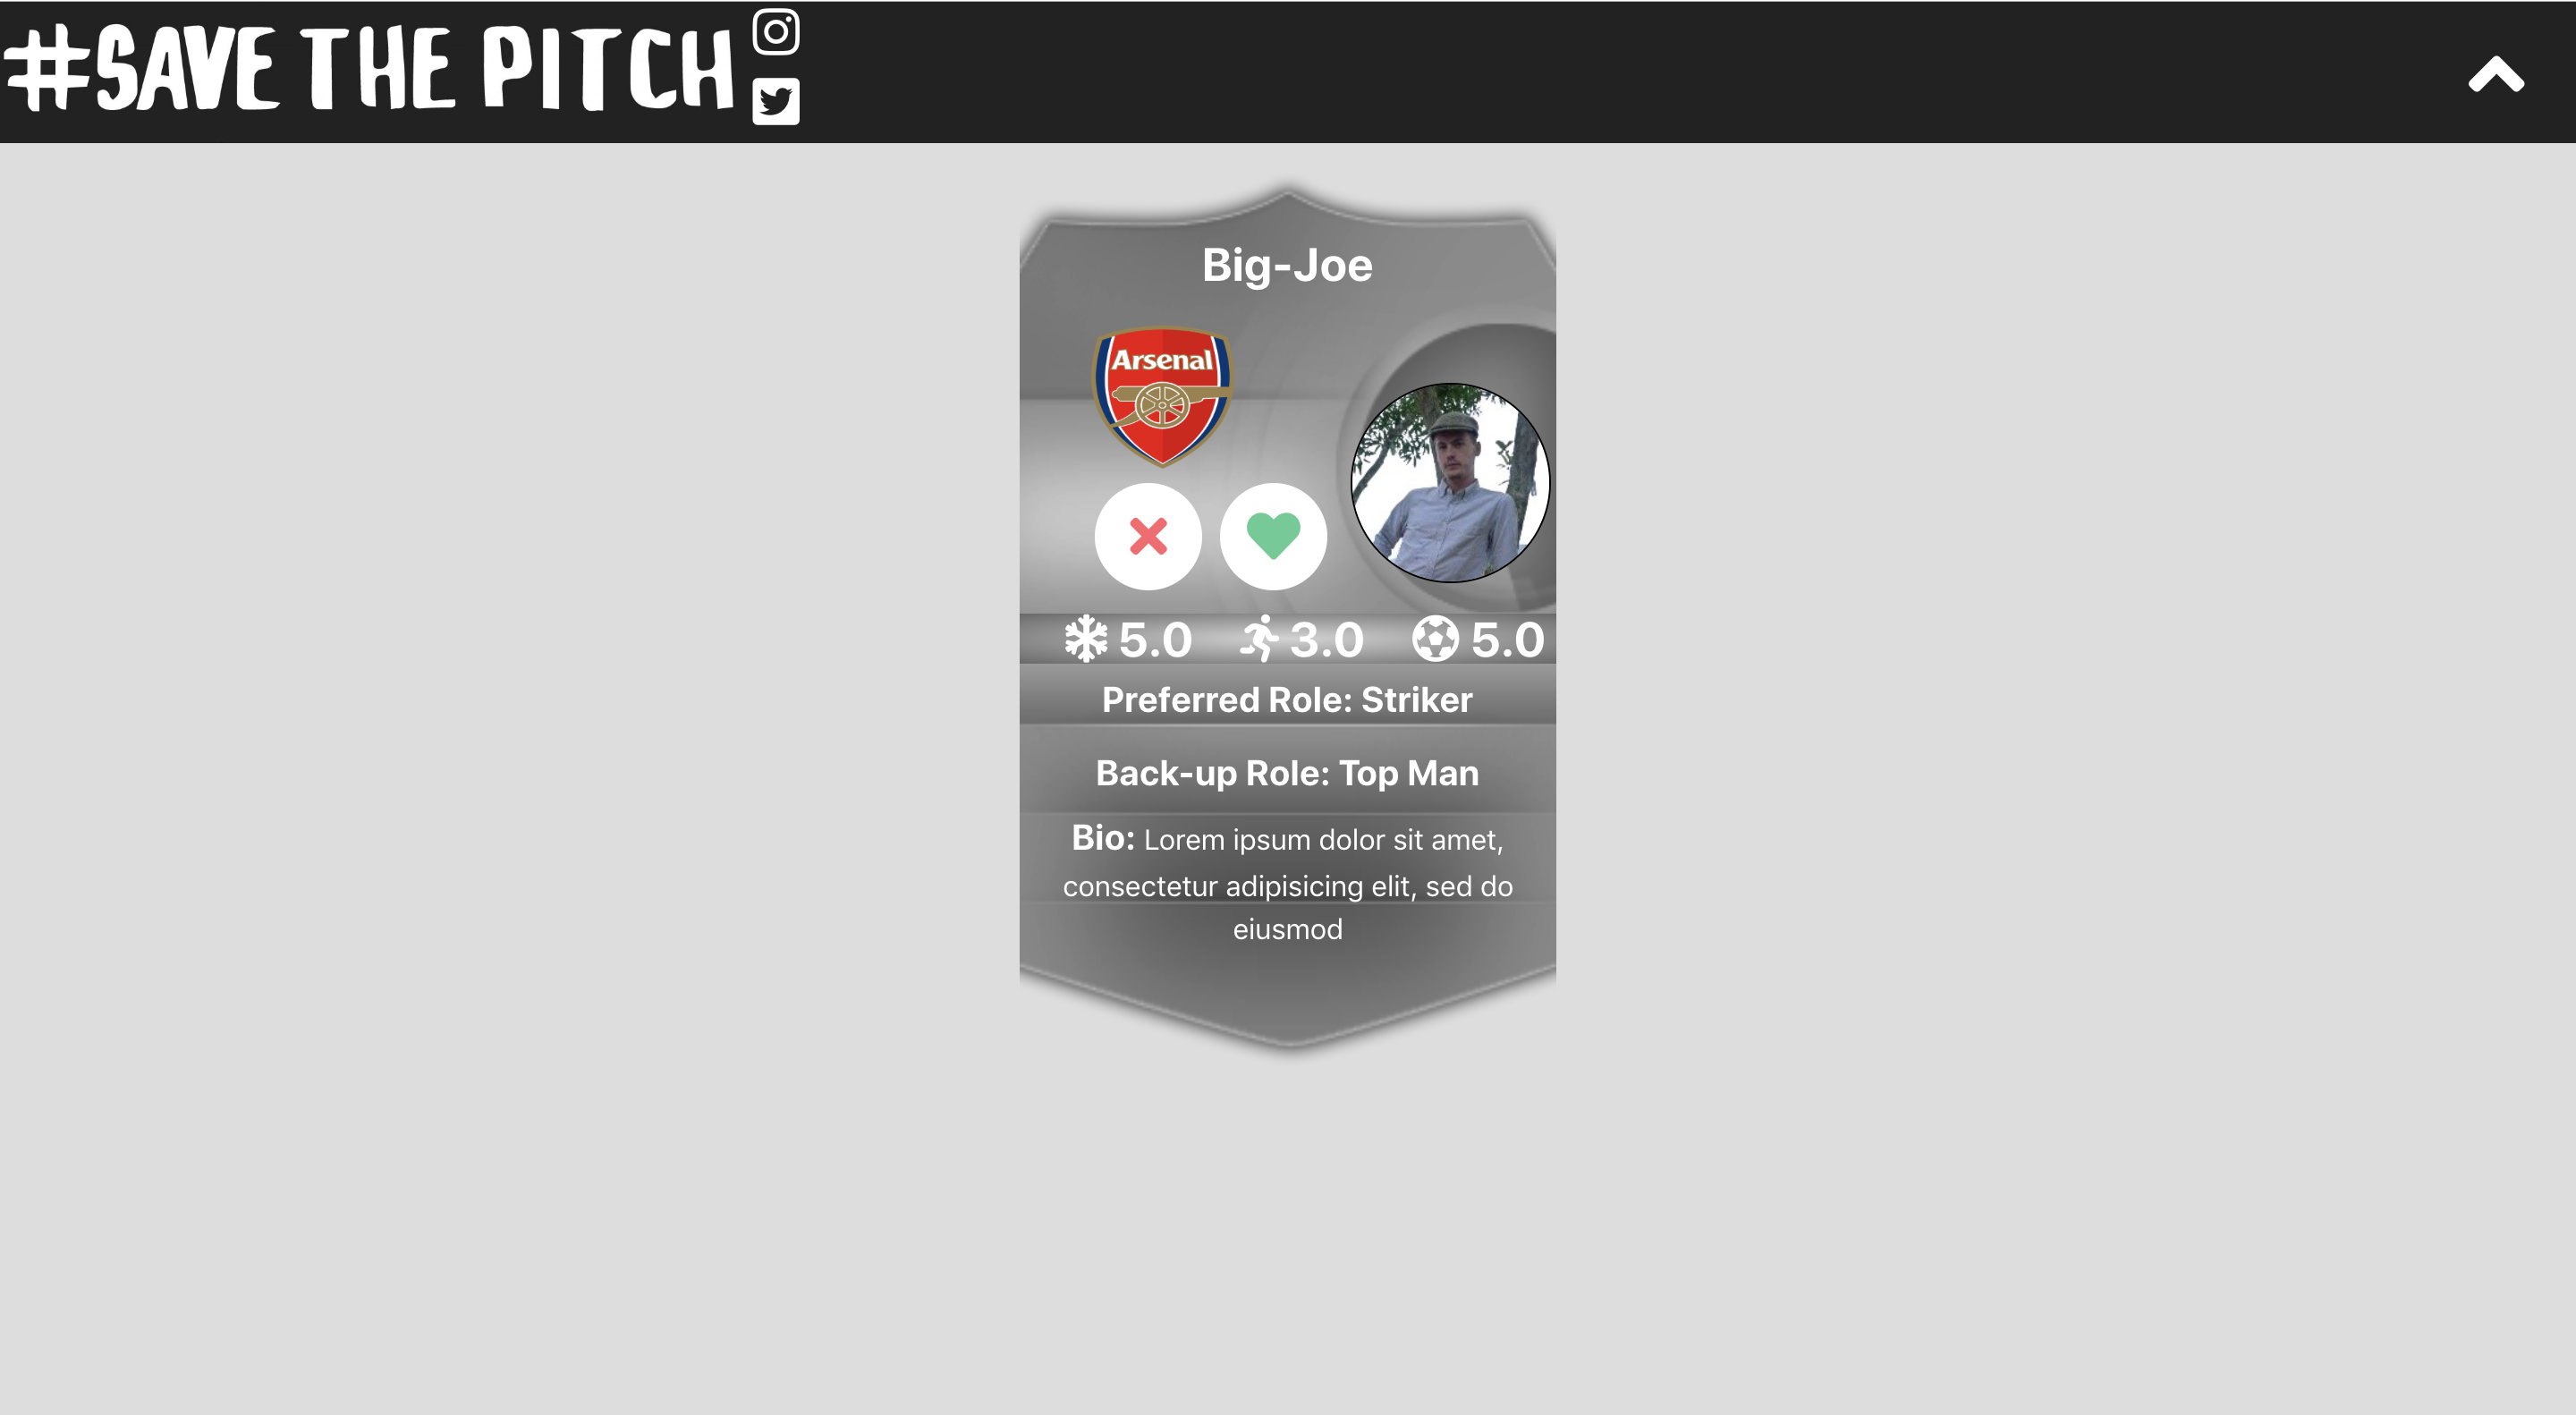 #SAVE THE PITCH
Big-Joe
Arsenal
5.0 3.0 5.0
Preferred Role: Striker
Back-up Role: Top Man
Bio: Lorem ipsum dolor sit amet,
consectetur adipisicing elit, sed do
eiusmod